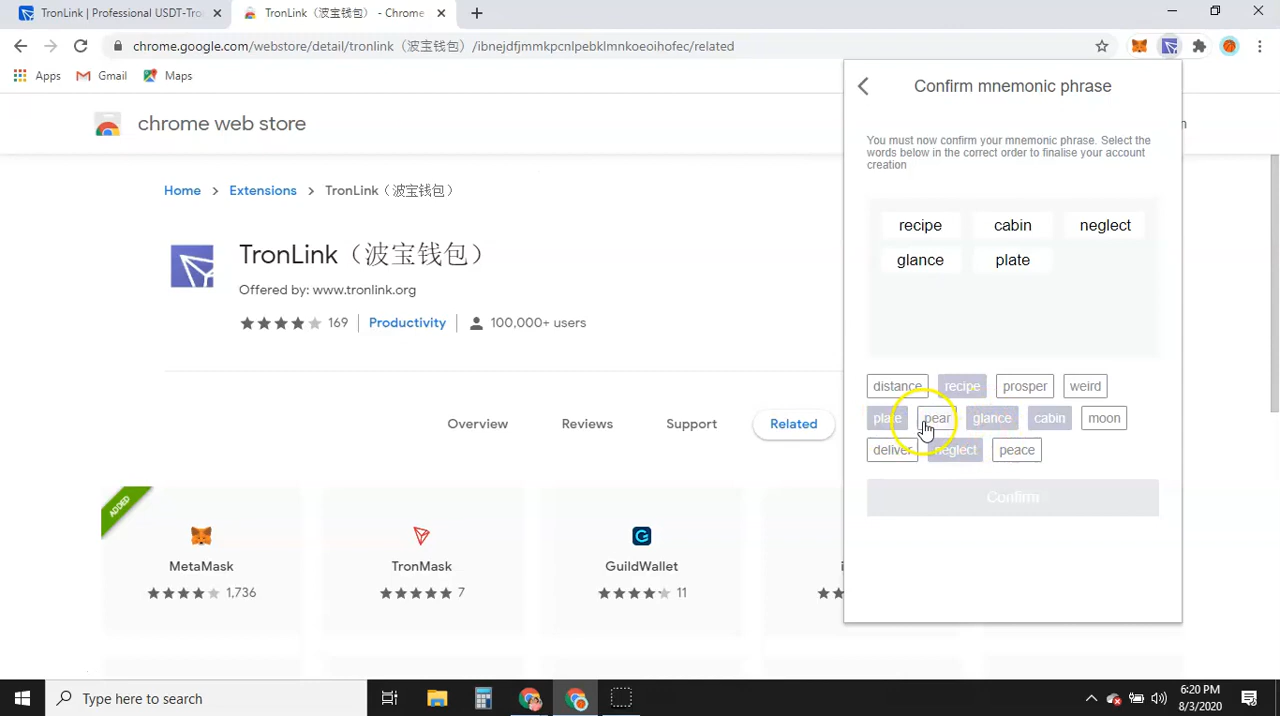 TronLink | Professional USDT-Tro
TronLink（波宝钱包） - Chrome
chrome.google.com/webstore/detail/tronlink（波宝钱包）/ibnejdfjmmkpcnlpebklmnkoeoihofec/related
Apps Gmail Maps
chrome web store
Home > Extensions > TronLink（波宝钱包）
TronLink（波宝钱包）
Offered by: www.tronlink.org
169 Productivity 100,000+ users
Overview Reviews Support Related
ADDED
MetaMask
1,736
TronMask
7
GuildWallet
11
Confirm mnemonic phrase
You must now confirm your mnemonic phrase. Select the
words below in the correct order to finalise your account
creation
recipe cabin neglect
glance plate
distance recipe prosper weird
plate pear glance cabin moon
deliver neglect peace
Confirm
Type here to search
6:20 PM
8/3/2020